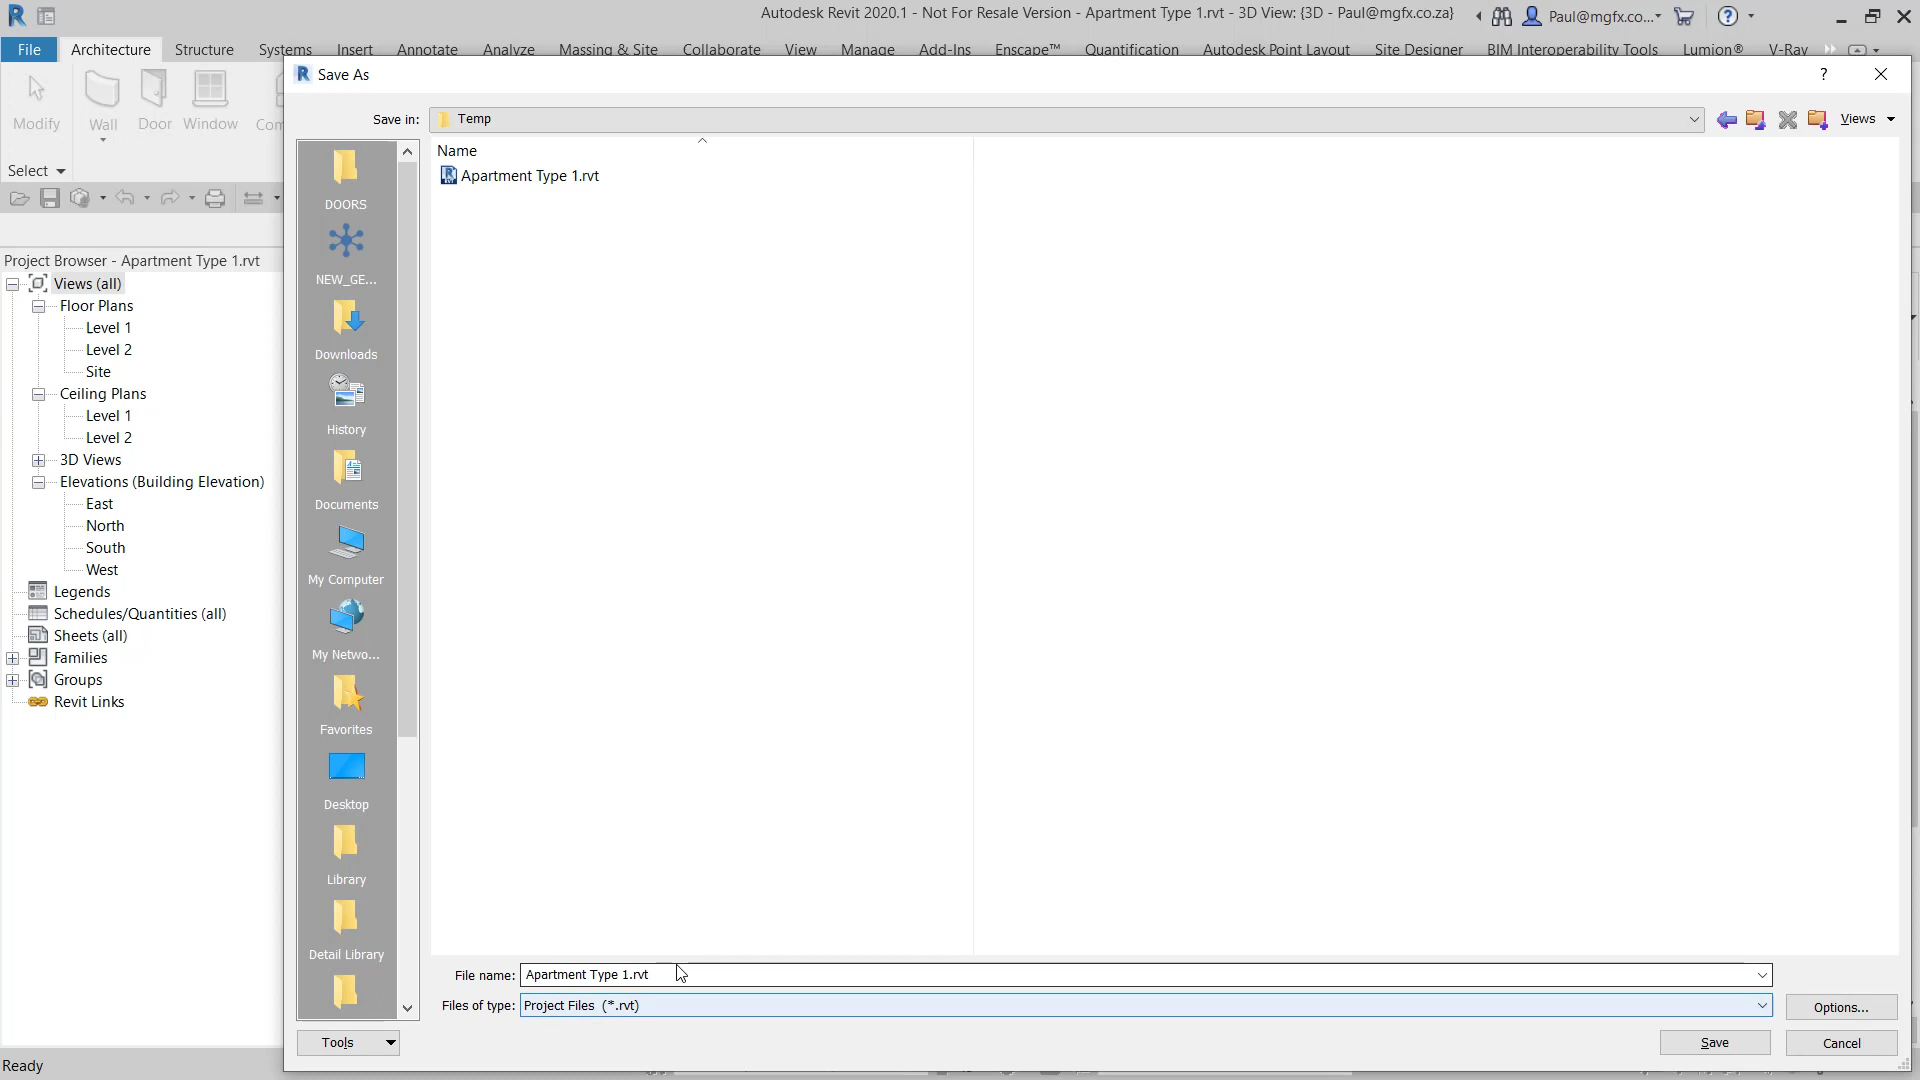 Autodesk Revit 2020.1 - Not For Resale Version - Apartment Type 1.rvt - 3D View: {3D - Paul@mgfx.co.za}
Paul@mgfx.co...
File Architecture Structure Systems Insert Annotate Analyze Massing & Site Collaborate View Manage Add-Ins Enscape™ Quantification Autodesk Point Layout Site Designer BIM Interoperability Tools Lumion® V-Ray
Save As
Modify
Wall
Door
Window
Select
Save in:
Temp
Views
Name
Apartment Type 1.rvt
DOORS
NEW_GE...
Downloads
History
Documents
My Computer
My Netwo...
Favorites
Desktop
Library
Detail Library
Project Browser - Apartment Type 1.rvt
Views (all)
Floor Plans
Level 1
Level 2
Site
Ceiling Plans
Level 1
Level 2
3D Views
Elevations (Building Elevation)
East
North
South
West
Legends
Schedules/Quantities (all)
Sheets (all)
Families
Groups
Revit Links
File name: Apartment Type 1.rvt
Files of type: Project Files (*.rvt)
Options...
Tools
Save
Cancel
Ready